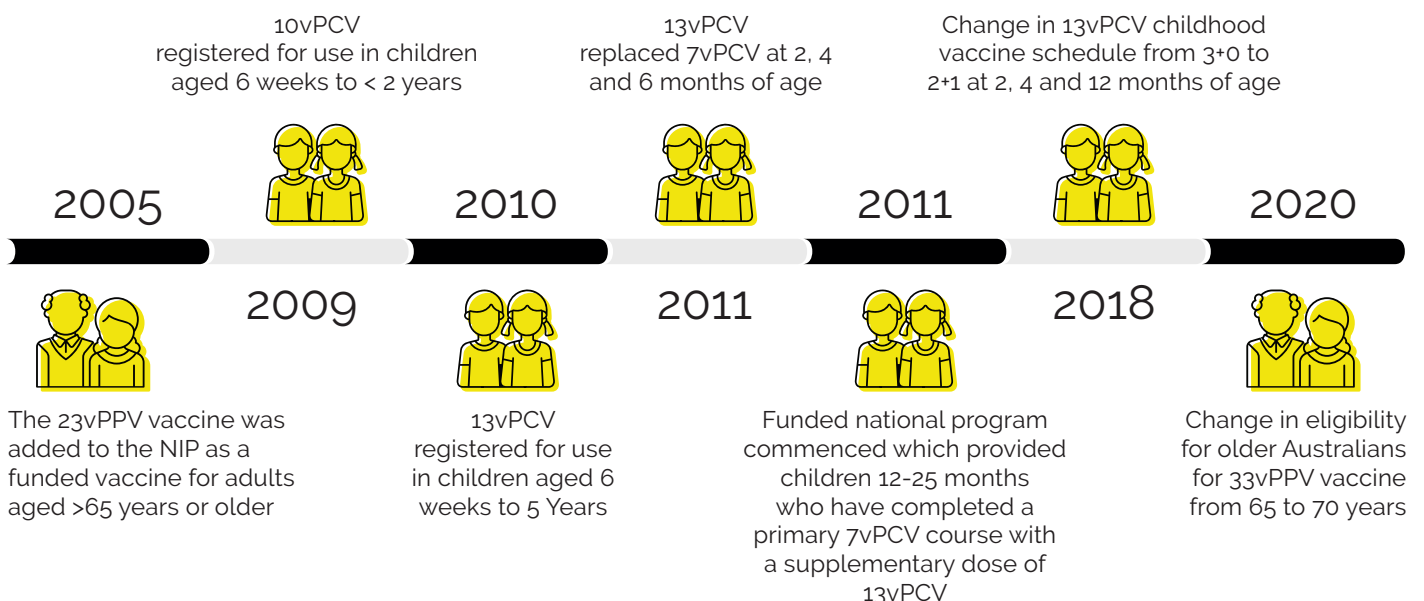 10vPCV
registered for use in children
aged 6 weeks to < 2 years
13vPCV
replaced 7vPCV at 2, 4
and 6 months of age
Change in 13vPCV childhood
vaccine schedule from 3+0 to
2+1 at 2, 4 and 12 months of age
2005
2010
2011
2020
2009
2011
2018
The 23vPPV vaccine was
added to the NIP as a
funded vaccine for adults
aged >65 years or older
13vPCV
registered for use
in children aged 6
weeks to 5 Years
Funded national program
commenced which provided
children 12-25 months
who have completed a
primary 7vPCV course with
a supplementary dose of
13vPCV
Change in eligibility
for older Australians
for 33vPPV vaccine
from 65 to 70 years